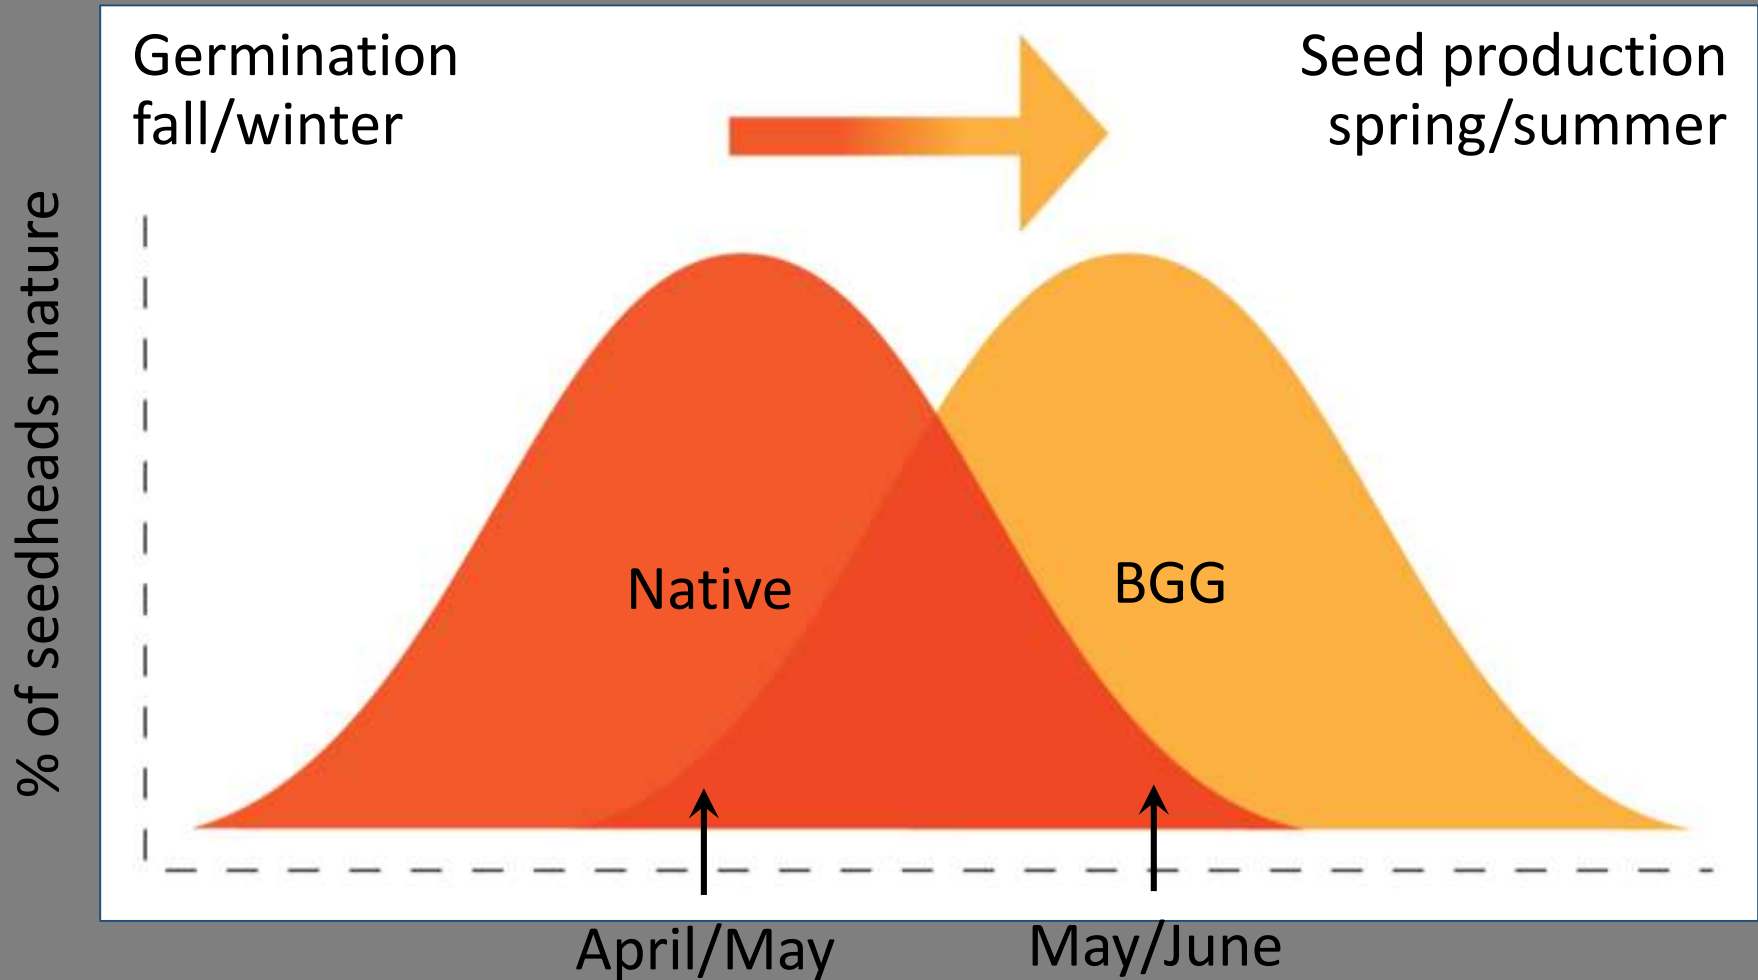 Germination
fall/winter
Seed production
spring/summer
% of seedheads mature
Native
BGG
April/May
May/June